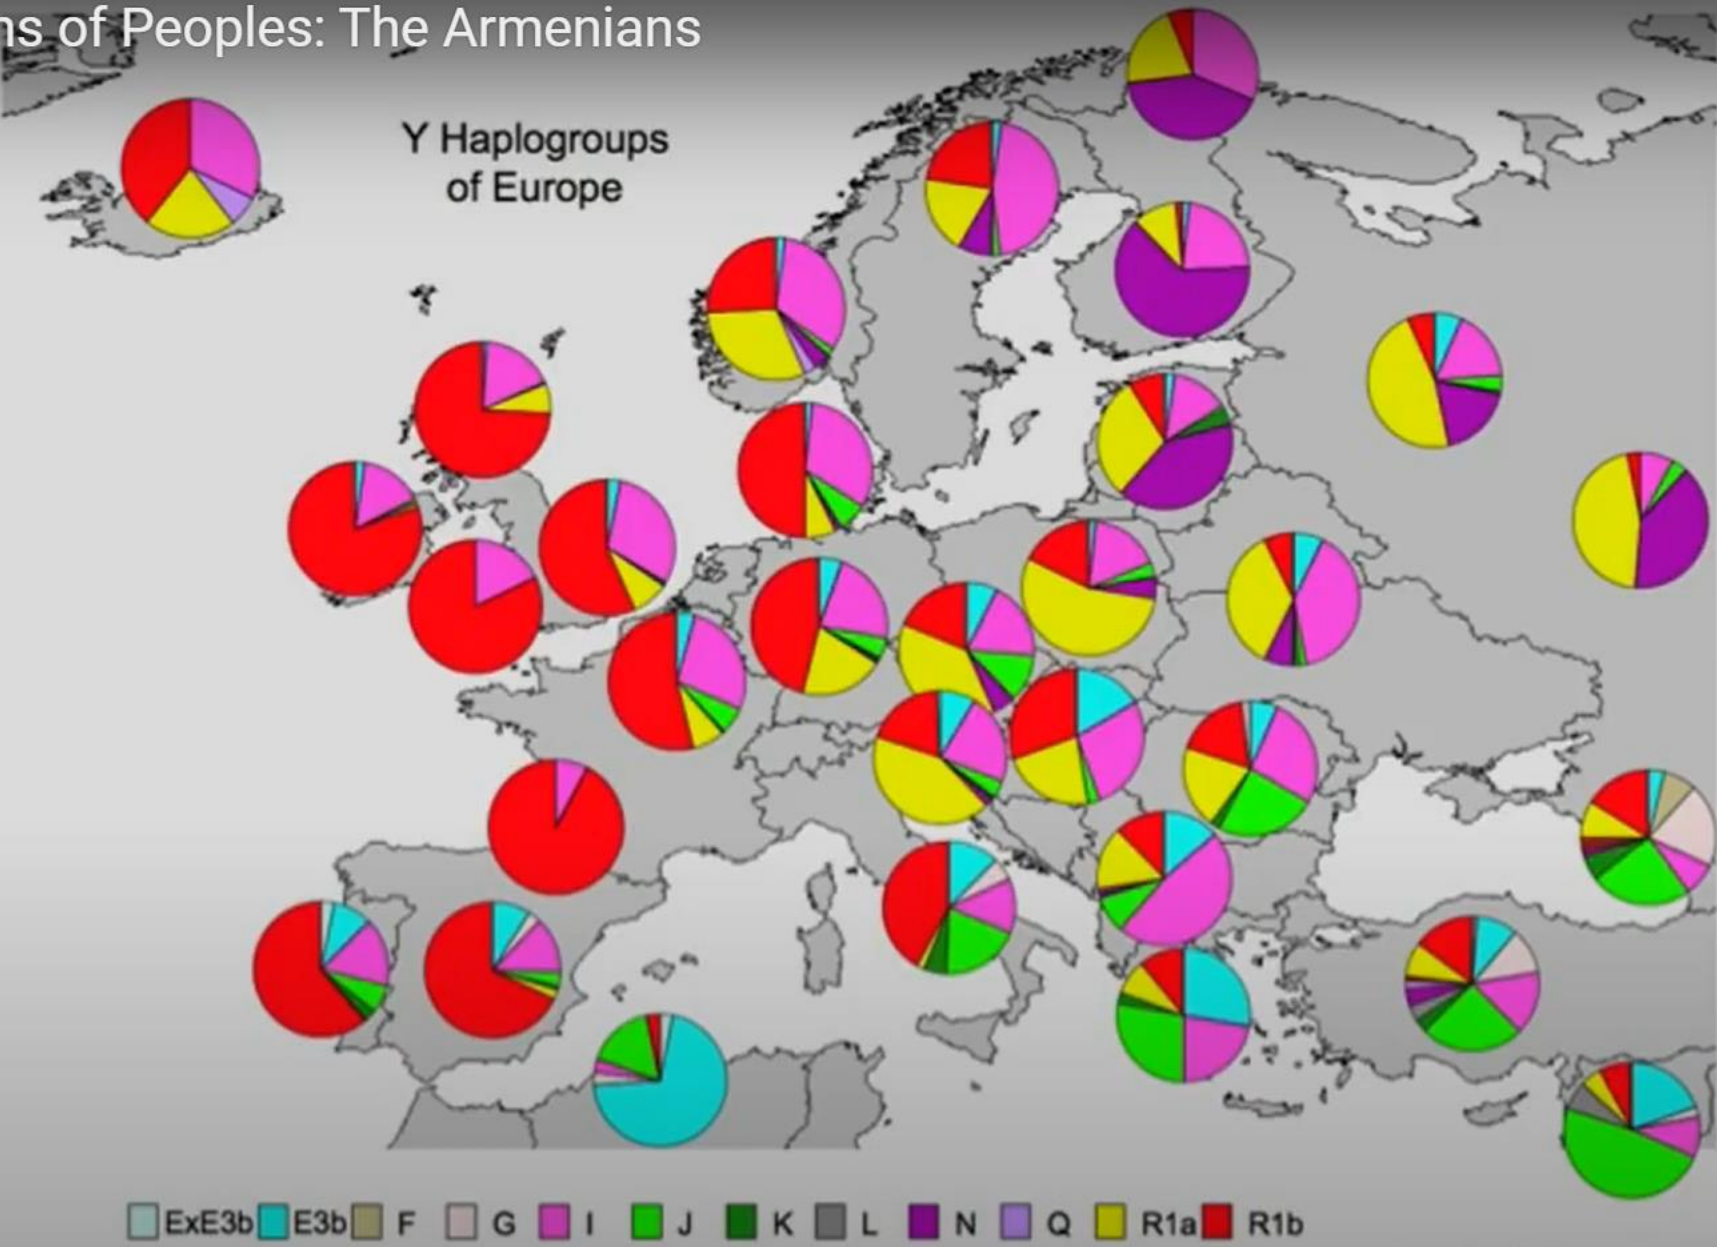 ns of Peoples: The Armenians
Y Haplogroups
of Europe
ExE3b E3b F G I J K L N Q R1a R1b